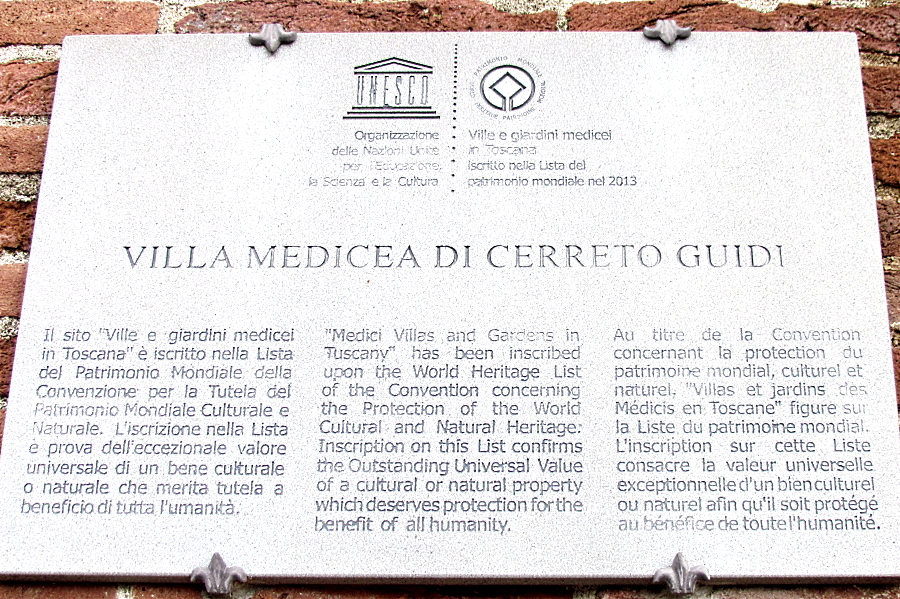 UNESCO
PATRIMONIO MONDIALE
Organizzazione
delle Nazioni Unite
per l'Educazione,
la Scienza e la Cultura
Ville e giardini medicei
in Toscana
iscritto nella Lista del
patrimonio mondiale nel 2013
VILLA MEDICEA DI CERRETO GUIDI
Il sito "Ville e giardini medicei
in Toscana" è iscritto nella Lista
del Patrimonio Mondiale della
Convenzione per la Tutela del
Patrimonio Mondiale Culturale e
Naturale. L'iscrizione nella Lista
è prova dell'eccezionale valore
universale di un bene culturale
o naturale che merita tutela a
beneficio di tutta l'umanità.
"Medici Villas and Gardens in
Tuscany" has been inscribed
upon the World Heritage List
of the Convention concerning
the Protection of the World
Cultural and Natural Heritage.
Inscription on this List confirms
the Outstanding Universal Value
of a cultural or natural property
which deserves protection for the
benefit of all humanity.
Au titre de la Convention
concernant la protection du
patrimoine mondial, culturel et
naturel, "Villas et jardins des
Médicis en Toscane" figure sur
la Liste du patrimoine mondial.
L'inscription sur cette Liste
consacre la valeur universelle
exceptionnelle d'un bien culturel
ou naturel afin qu'il soit protégé
au bénéfice de toute l'humanité.